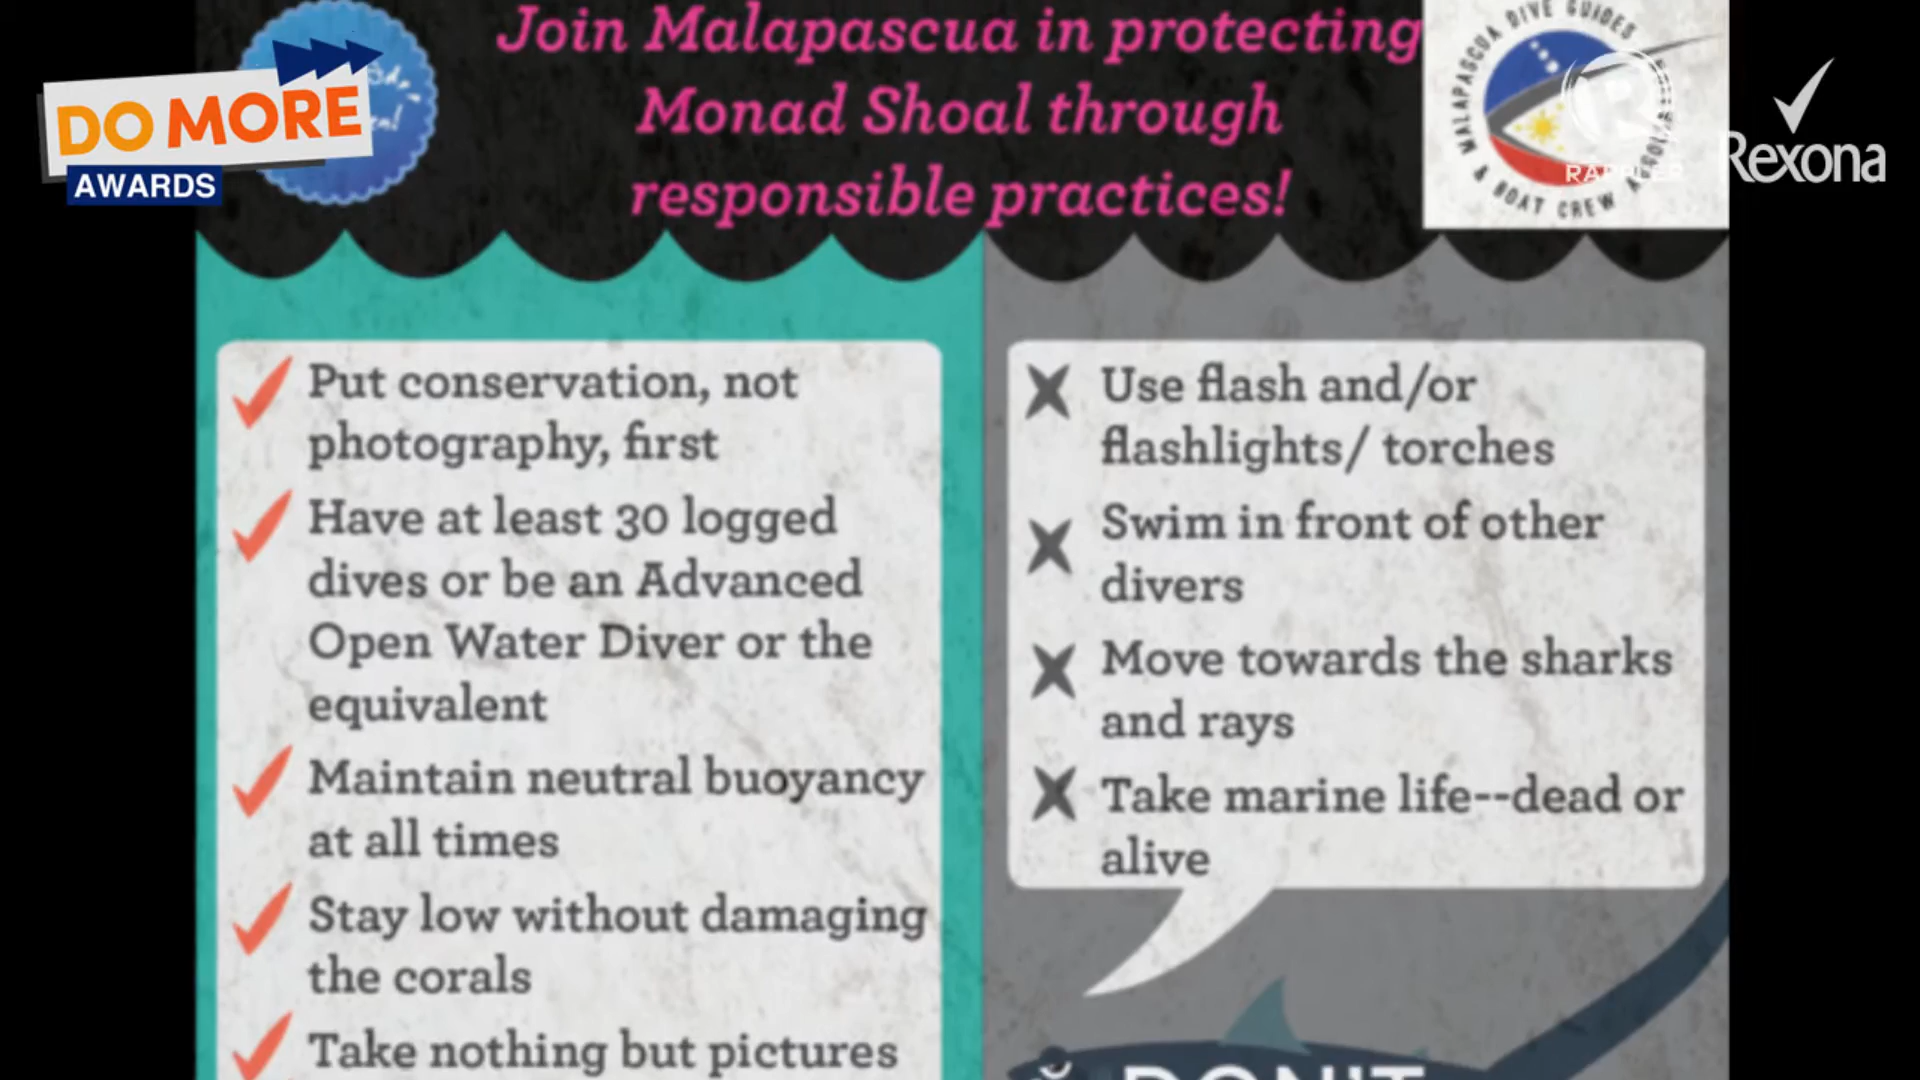 Join Malapascua in protecting
Monad Shoal through
responsible practices!
DO MORE
AWARDS
MALAPASCUA DIVE GUIDES
& BOAT CREW
RAPPLER
Rexona
Put conservation, not
photography, first
Have at least 30 logged
dives or be an Advanced
Open Water Diver or the
equivalent
Maintain neutral buoyancy
at all times
Stay low without damaging
the corals
Take nothing but pictures
Use flash and/or
flashlights/ torches
Swim in front of other
divers
Move towards the sharks
and rays
Take marine life--dead or
alive
DON'T